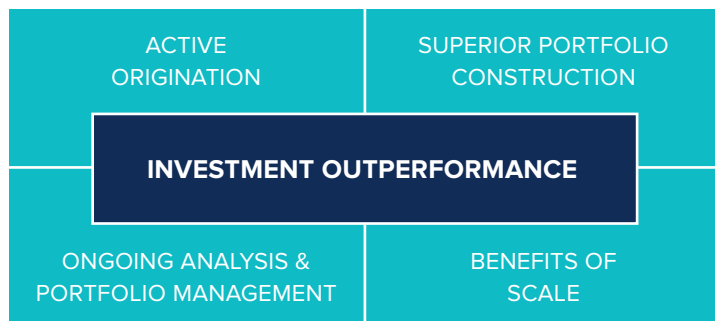 ACTIVE
ORIGINATION
SUPERIOR PORTFOLIO
CONSTRUCTION
INVESTMENT OUTPERFORMANCE
ONGOING ANALYSIS &
PORTFOLIO MANAGEMENT
BENEFITS OF
SCALE